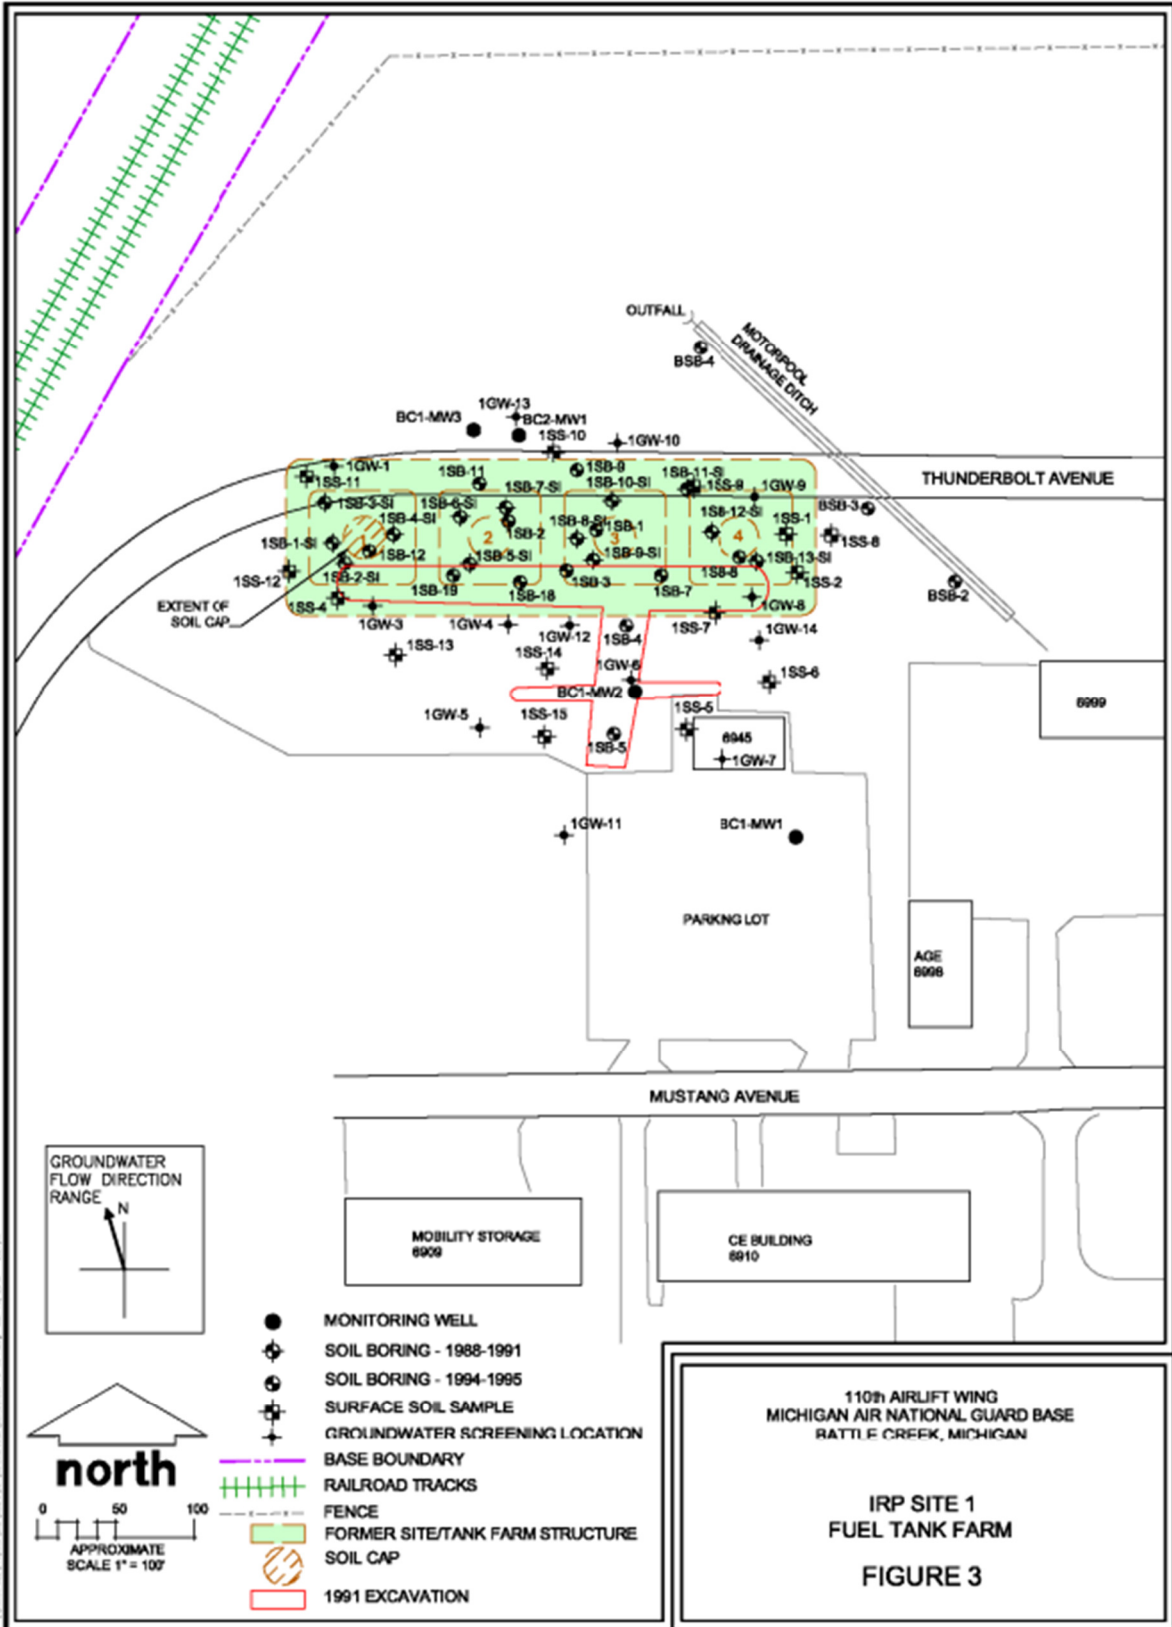 OUTFALL
MOTORPOOL
DRAINAGE DITCH
BSB-4
1GW-13
BC1-MW3
BC2-MW1
1SS-10
1GW-10
THUNDERBOLT AVENUE
1GW-1
1SS-11
1SB-11
1SB-9
1SB-10-SI
1SB-11-SI
1SS-9
1GW-9
BSB-3
1SB-3-SI
1SB-6-SI
1SB-7-SI
1SB-4-SI
1SB-2
1SB-8-SI
1SB-1
1S8-12-SI
1SS-1
1SS-8
1SB-1-SI
2
3
4
1SB-12
1SB-5-SI
1SB-9-SI
1S8-8
1SB-13-SI
1SS-12
1SB-2-SI
1SB-19
1SB-18
1SB-3
1SB-7
1SS-2
BSB-2
EXTENT OF
SOIL CAP
1SS-4
1GW-3
1GW-4
1GW-12
1SB-4
1SS-7
1GW-8
1GW-14
1SS-13
1SS-14
1GW-6
1SS-6
BC1-MW2
6999
1GW-5
1SS-15
1SB-5
1SS-5
6945
1GW-7
1GW-11
BC1-MW1
PARKNG LOT
AGE
6998
MUSTANG AVENUE
GROUNDWATER
FLOW DIRECTION
RANGE
N
MOBILITY STORAGE
6909
CE BUILDING
6910
MONITORING WELL
SOIL BORING - 1988-1991
SOIL BORING - 1994-1995
SURFACE SOIL SAMPLE
GROUNDWATER SCREENING LOCATION
BASE BOUNDARY
RAILROAD TRACKS
FENCE
FORMER SITE/TANK FARM STRUCTURE
SOIL CAP
1991 EXCAVATION
north
0 50 100
APPROXIMATE
SCALE 1" = 100'
110th AIRLIFT WING
MICHIGAN AIR NATIONAL GUARD BASE
BATTLE CREEK, MICHIGAN
IRP SITE 1
FUEL TANK FARM
FIGURE 3